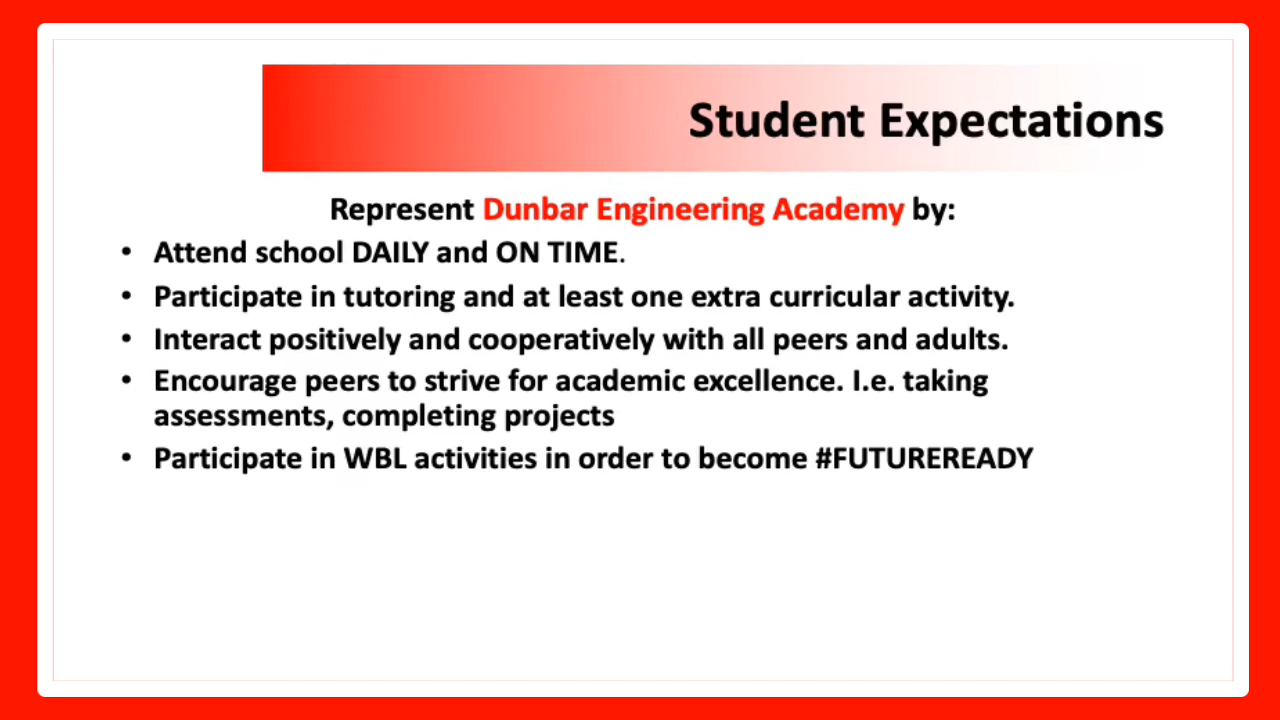 Student Expectations
Represent Dunbar Engineering Academy by:
• Attend school DAILY and ON TIME.
• Participate in tutoring and at least one extra curricular activity.
• Interact positively and cooperatively with all peers and adults.
• Encourage peers to strive for academic excellence. I.e. taking
assessments, completing projects
• Participate in WBL activities in order to become #FUTUREREADY